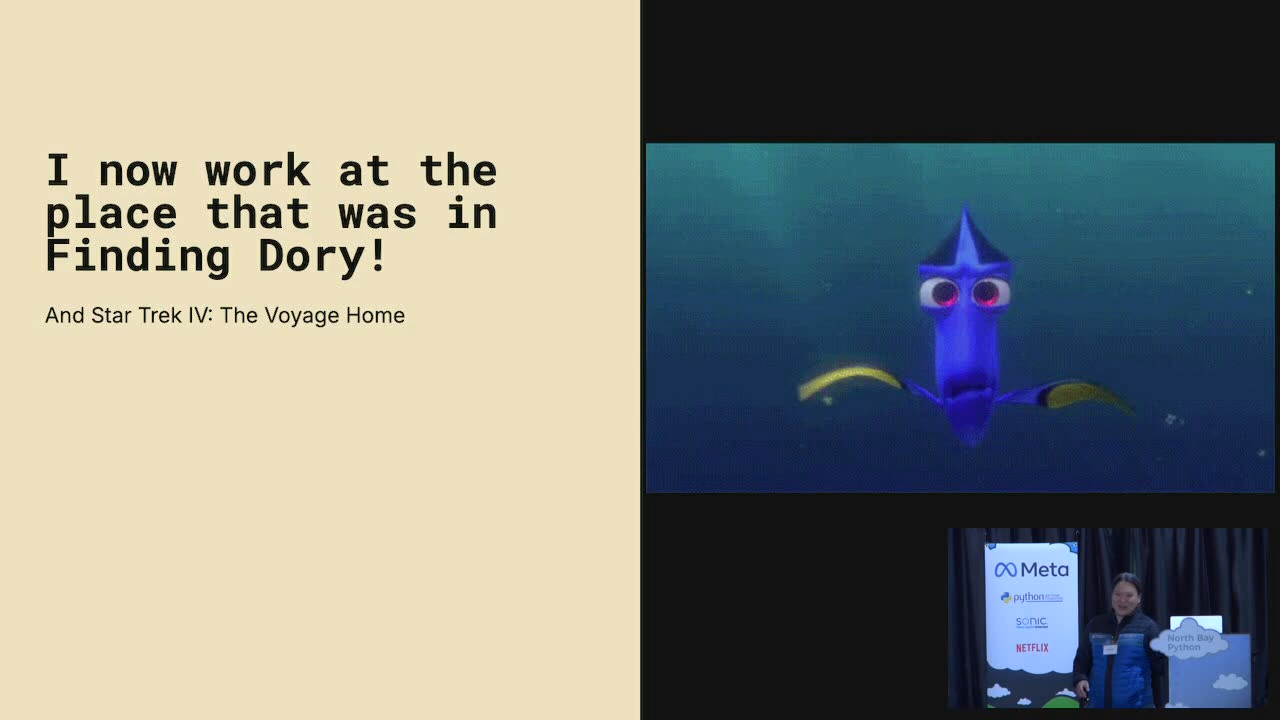 I now work at the
place that was in
Finding Dory!
And Star Trek IV: The Voyage Home
Meta
python
sonic
NETFLIX
North Bay
Python